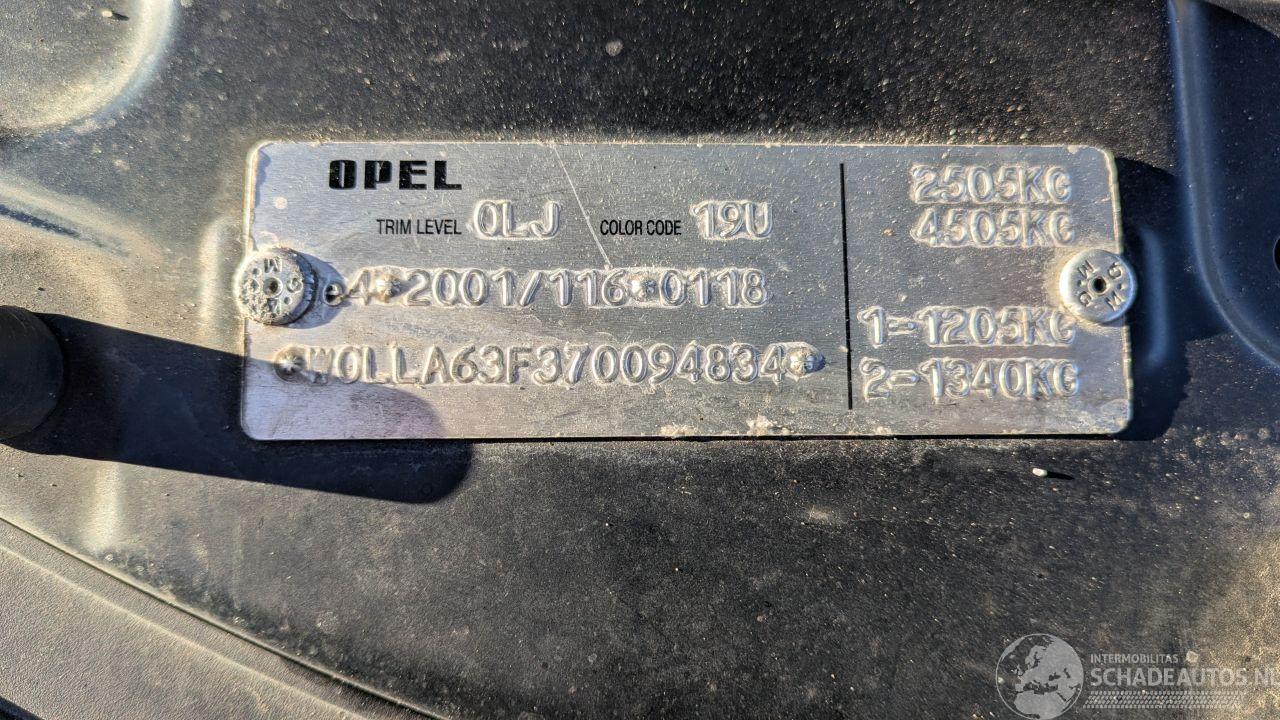 OPEL
TRIM LEVEL 0LJ COLOR CODE 19U
e4*2001/116*0118
*W0LLA63F370094834*
2505KG
4505KG
1-1205KG
2-1340KG
INTERMOBILITAS
SCHADEAUTOS.NL